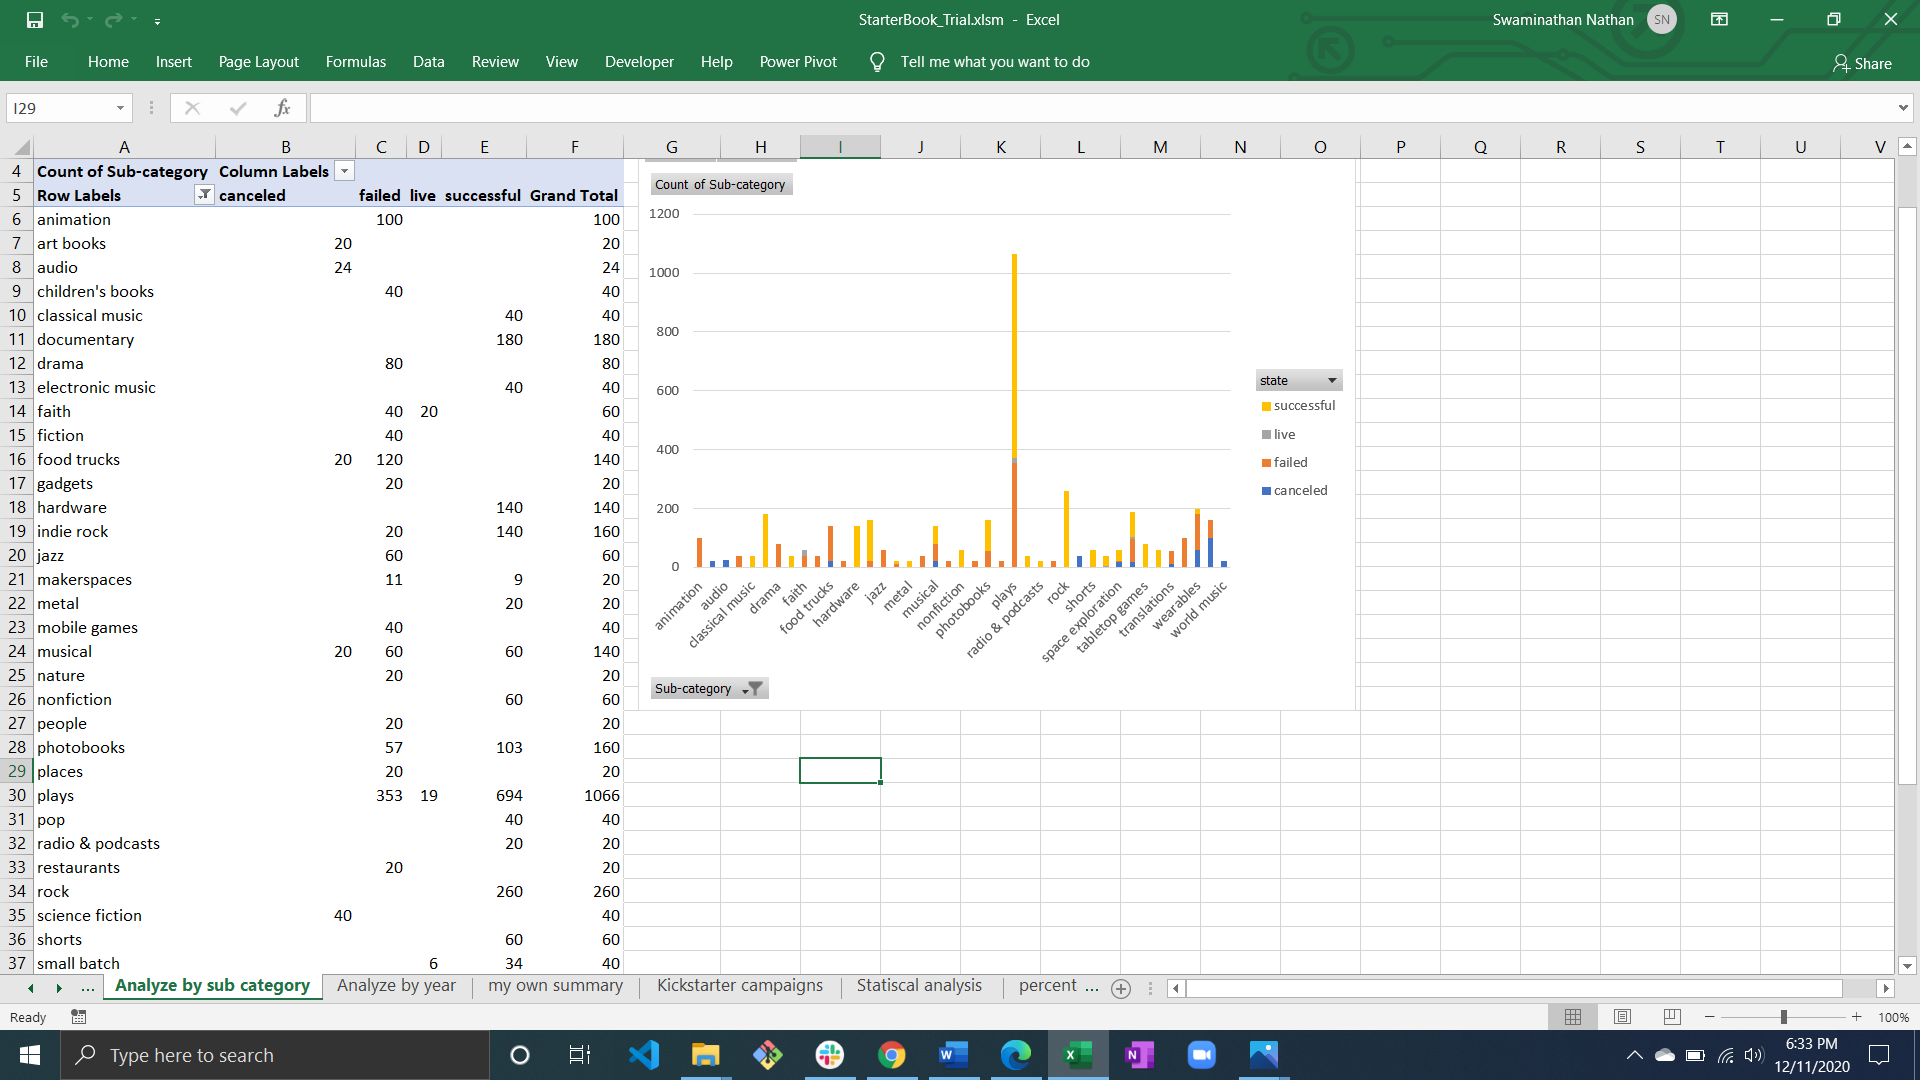 StarterBook_Trial.xlsm - Excel
Swaminathan Nathan SN
File Home Insert Page Layout Formulas Data Review View Developer Help Power Pivot Tell me what you want to do Share
I29 fx
A B C D E F G H I J K L M N O P Q R S T U V
4 Count of Sub-category Column Labels
5 Row Labels canceled failed live successful Grand Total
6 animation 100 100
7 art books 20 20
8 audio 24 24
9 children's books 40 40
10 classical music 40 40
11 documentary 180 180
12 drama 80 80
13 electronic music 40 40
14 faith 40 20 60
15 fiction 40 40
16 food trucks 20 120 140
17 gadgets 20 20
18 hardware 140 140
19 indie rock 20 140 160
20 jazz 60 60
21 makerspaces 11 9 20
22 metal 20 20
23 mobile games 40 40
24 musical 20 60 60 140
25 nature 20 20
26 nonfiction 60 60
27 people 20 20
28 photobooks 57 103 160
29 places 20 20
30 plays 353 19 694 1066
31 pop 40 40
32 radio & podcasts 20 20
33 restaurants 20 20
34 rock 260 260
35 science fiction 40 40
36 shorts 60 60
37 small batch 6 34 40
Count of Sub-category
1200
1000
800
600
400
200
0
animation
audio
classical music
drama
faith
food trucks
hardware
jazz
metal
musical
nonfiction
photobooks
plays
radio & podcasts
rock
shorts
space exploration
tabletop games
translations
wearables
world music
state
successful
live
failed
canceled
Sub-category
... Analyze by sub category Analyze by year my own summary Kickstarter campaigns Statiscal analysis percent ...
Ready 100%
Type here to search
6:33 PM
12/11/2020